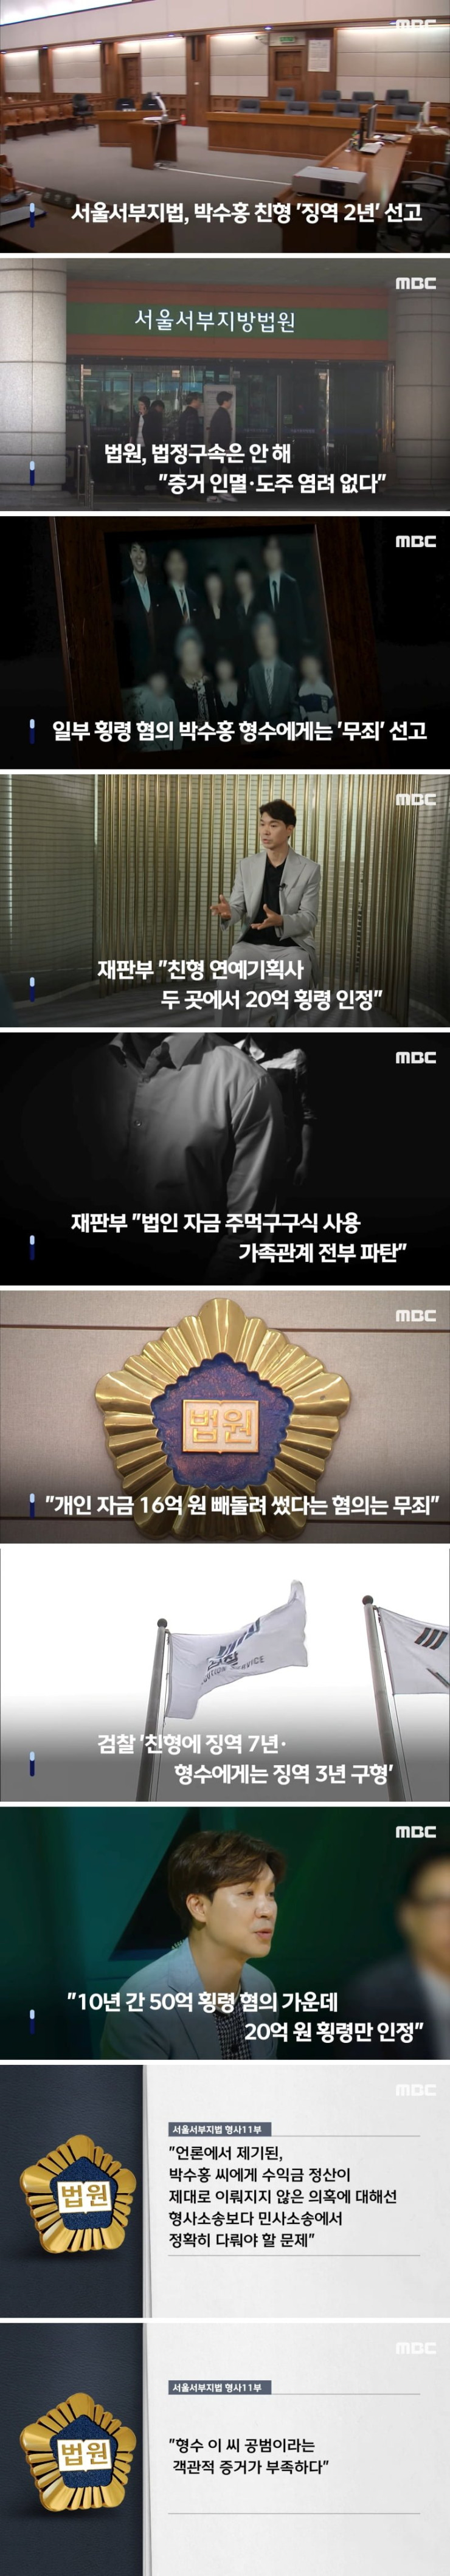 MBC
서울서부지법, 박수홍 친형 '징역 2년' 선고
MBC
서울서부지방법원
법원, 법정구속은 안 해
"증거 인멸·도주 염려 없다"
MBC
일부 횡령 혐의 박수홍 형수에게는 '무죄' 선고
MBC
재판부 "친형 연예기획사
두 곳에서 20억 횡령 인정"
MBC
재판부 "법인 자금 주먹구구식 사용
가족관계 전부 파탄"
MBC
법원
"개인 자금 16억 원 빼돌려 썼다는 혐의는 무죄"
검찰
검찰 '친형에 징역 7년·
형수에게는 징역 3년 구형'
MBC
"10년 간 50억 횡령 혐의 가운데
20억 원 횡령만 인정"
MBC
서울서부지법 형사11부
법원
"언론에서 제기된,
박수홍 씨에게 수익금 정산이
제대로 이뤄지지 않은 의혹에 대해선
형사소송보다 민사소송에서
정확히 다뤄야 할 문제"
MBC
서울서부지법 형사11부
법원
"형수 이 씨 공범이라는
객관적 증거가 부족하다"